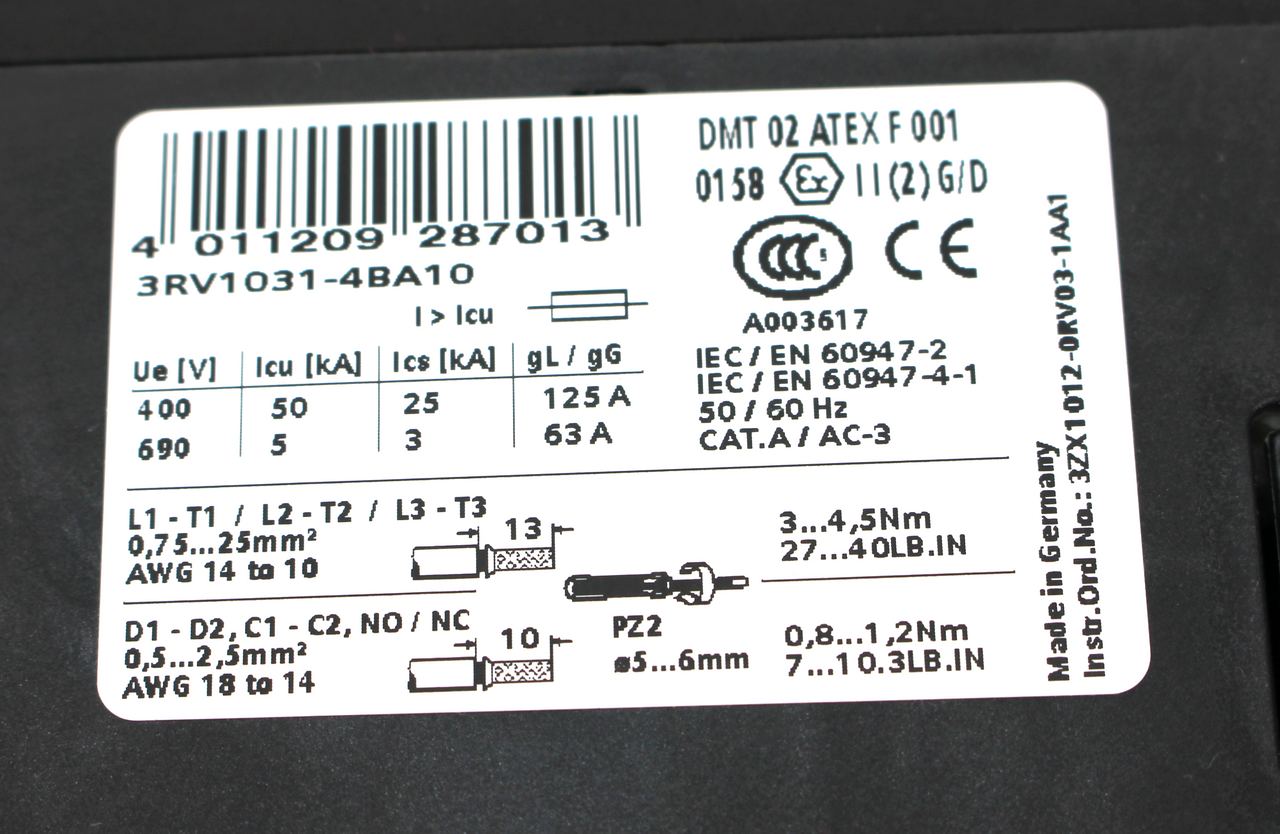 4 011209 287013
3RV1031-4BA10
I > Icu
Ue [V] Icu [kA] Ics [kA] gL / gG
400 50 25 125 A
690 5 3 63 A
DMT 02 ATEX F 001
0158 Ex II (2) G/D
CCC S CE
A003617
IEC / EN 60947-2
IEC / EN 60947-4-1
50 / 60 Hz
CAT. A / AC-3
L1 - T1 / L2 - T2 / L3 - T3
0,75...25mm²
AWG 14 to 10
13
3...4,5Nm
27...40LB.IN
D1 - D2, C1 - C2, NO / NC
0,5...2,5mm²
AWG 18 to 14
10
PZ2
ø5...6mm
0,8...1,2Nm
7...10.3LB.IN
Made in Germany
Instr.Ord.No.: 3ZX1012-0RV03-1AA1